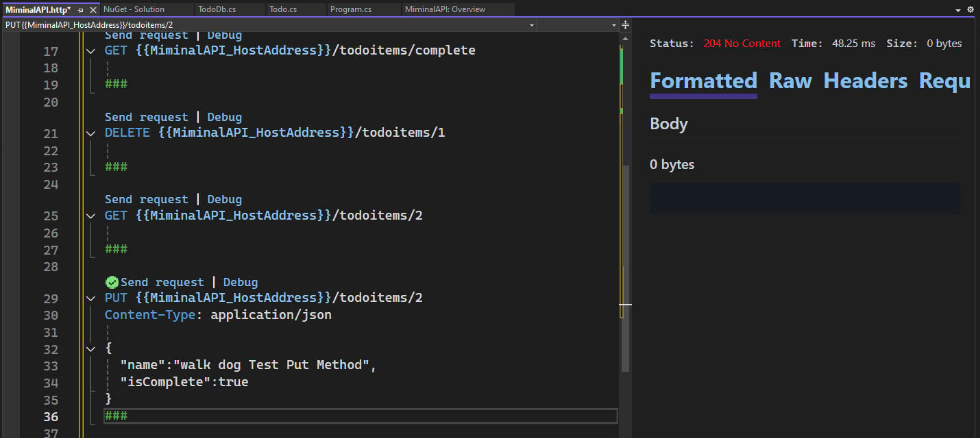 MiminalAPI.http*
NuGet - Solution
TodoDb.cs
Todo.cs
Program.cs
MiminalAPI: Overview
PUT {{MiminalAPI_HostAddress}}/todoitems/2
Send request | Debug
17 GET {{MiminalAPI_HostAddress}}/todoitems/complete
18
19 ###
20
Send request | Debug
21 DELETE {{MiminalAPI_HostAddress}}/todoitems/1
22
23 ###
24
Send request | Debug
25 GET {{MiminalAPI_HostAddress}}/todoitems/2
26
27 ###
28
Send request | Debug
29 PUT {{MiminalAPI_HostAddress}}/todoitems/2
30 Content-Type: application/json
31
32 {
33 "name":"walk dog Test Put Method",
34 "isComplete":true
35 }
36 ###
37
Status: 204 No Content Time: 48.25 ms Size: 0 bytes
Formatted Raw Headers Requ
Body
0 bytes